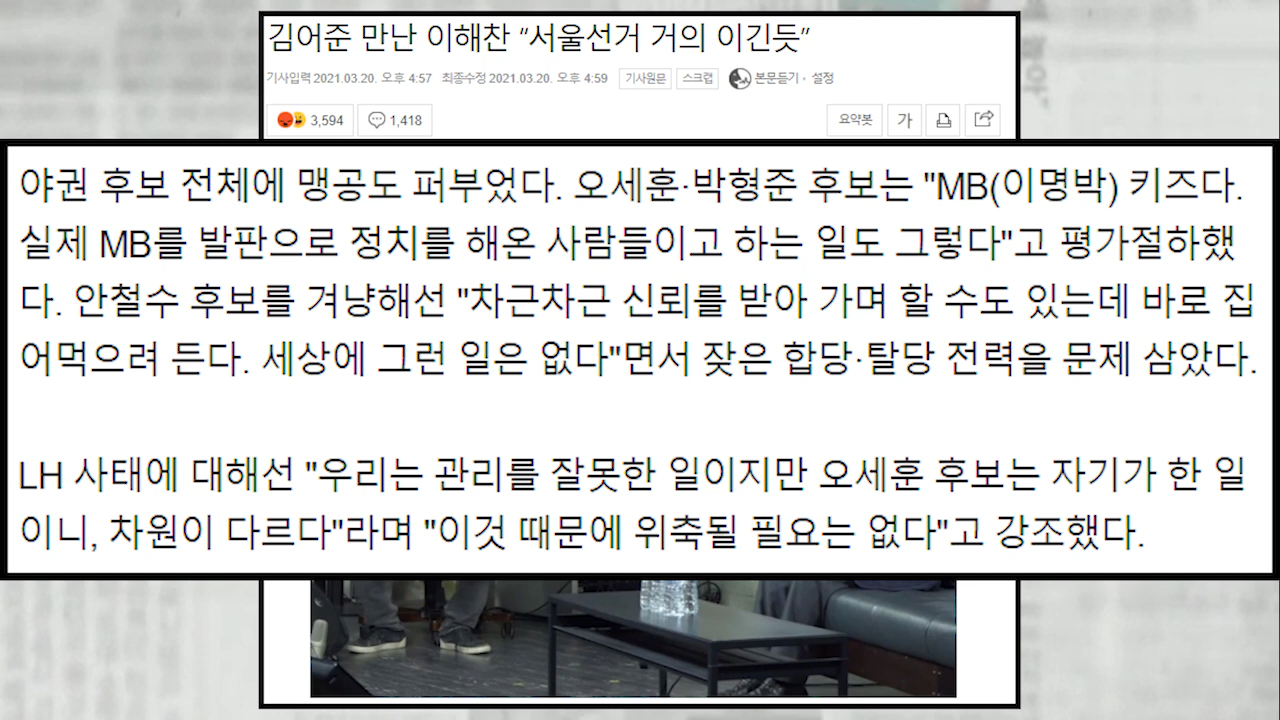 김어준 만난 이해찬 “서울선거 거의 이긴듯”
기사입력 2021.03.20. 오후 4:57 최종수정 2021.03.20. 오후 4:59 기사원문 스크랩 본문듣기 · 설정
3,594 1,418 요약봇 가
야권 후보 전체에 맹공도 퍼부었다. 오세훈·박형준 후보는 "MB(이명박) 키즈다.
실제 MB를 발판으로 정치를 해온 사람들이고 하는 일도 그렇다"고 평가절하했
다. 안철수 후보를 겨냥해선 "차근차근 신뢰를 받아 가며 할 수도 있는데 바로 집
어먹으려 든다. 세상에 그런 일은 없다"면서 잦은 합당·탈당 전력을 문제 삼았다.
LH 사태에 대해선 "우리는 관리를 잘못한 일이지만 오세훈 후보는 자기가 한 일
이니, 차원이 다르다"라며 "이것 때문에 위축될 필요는 없다"고 강조했다.